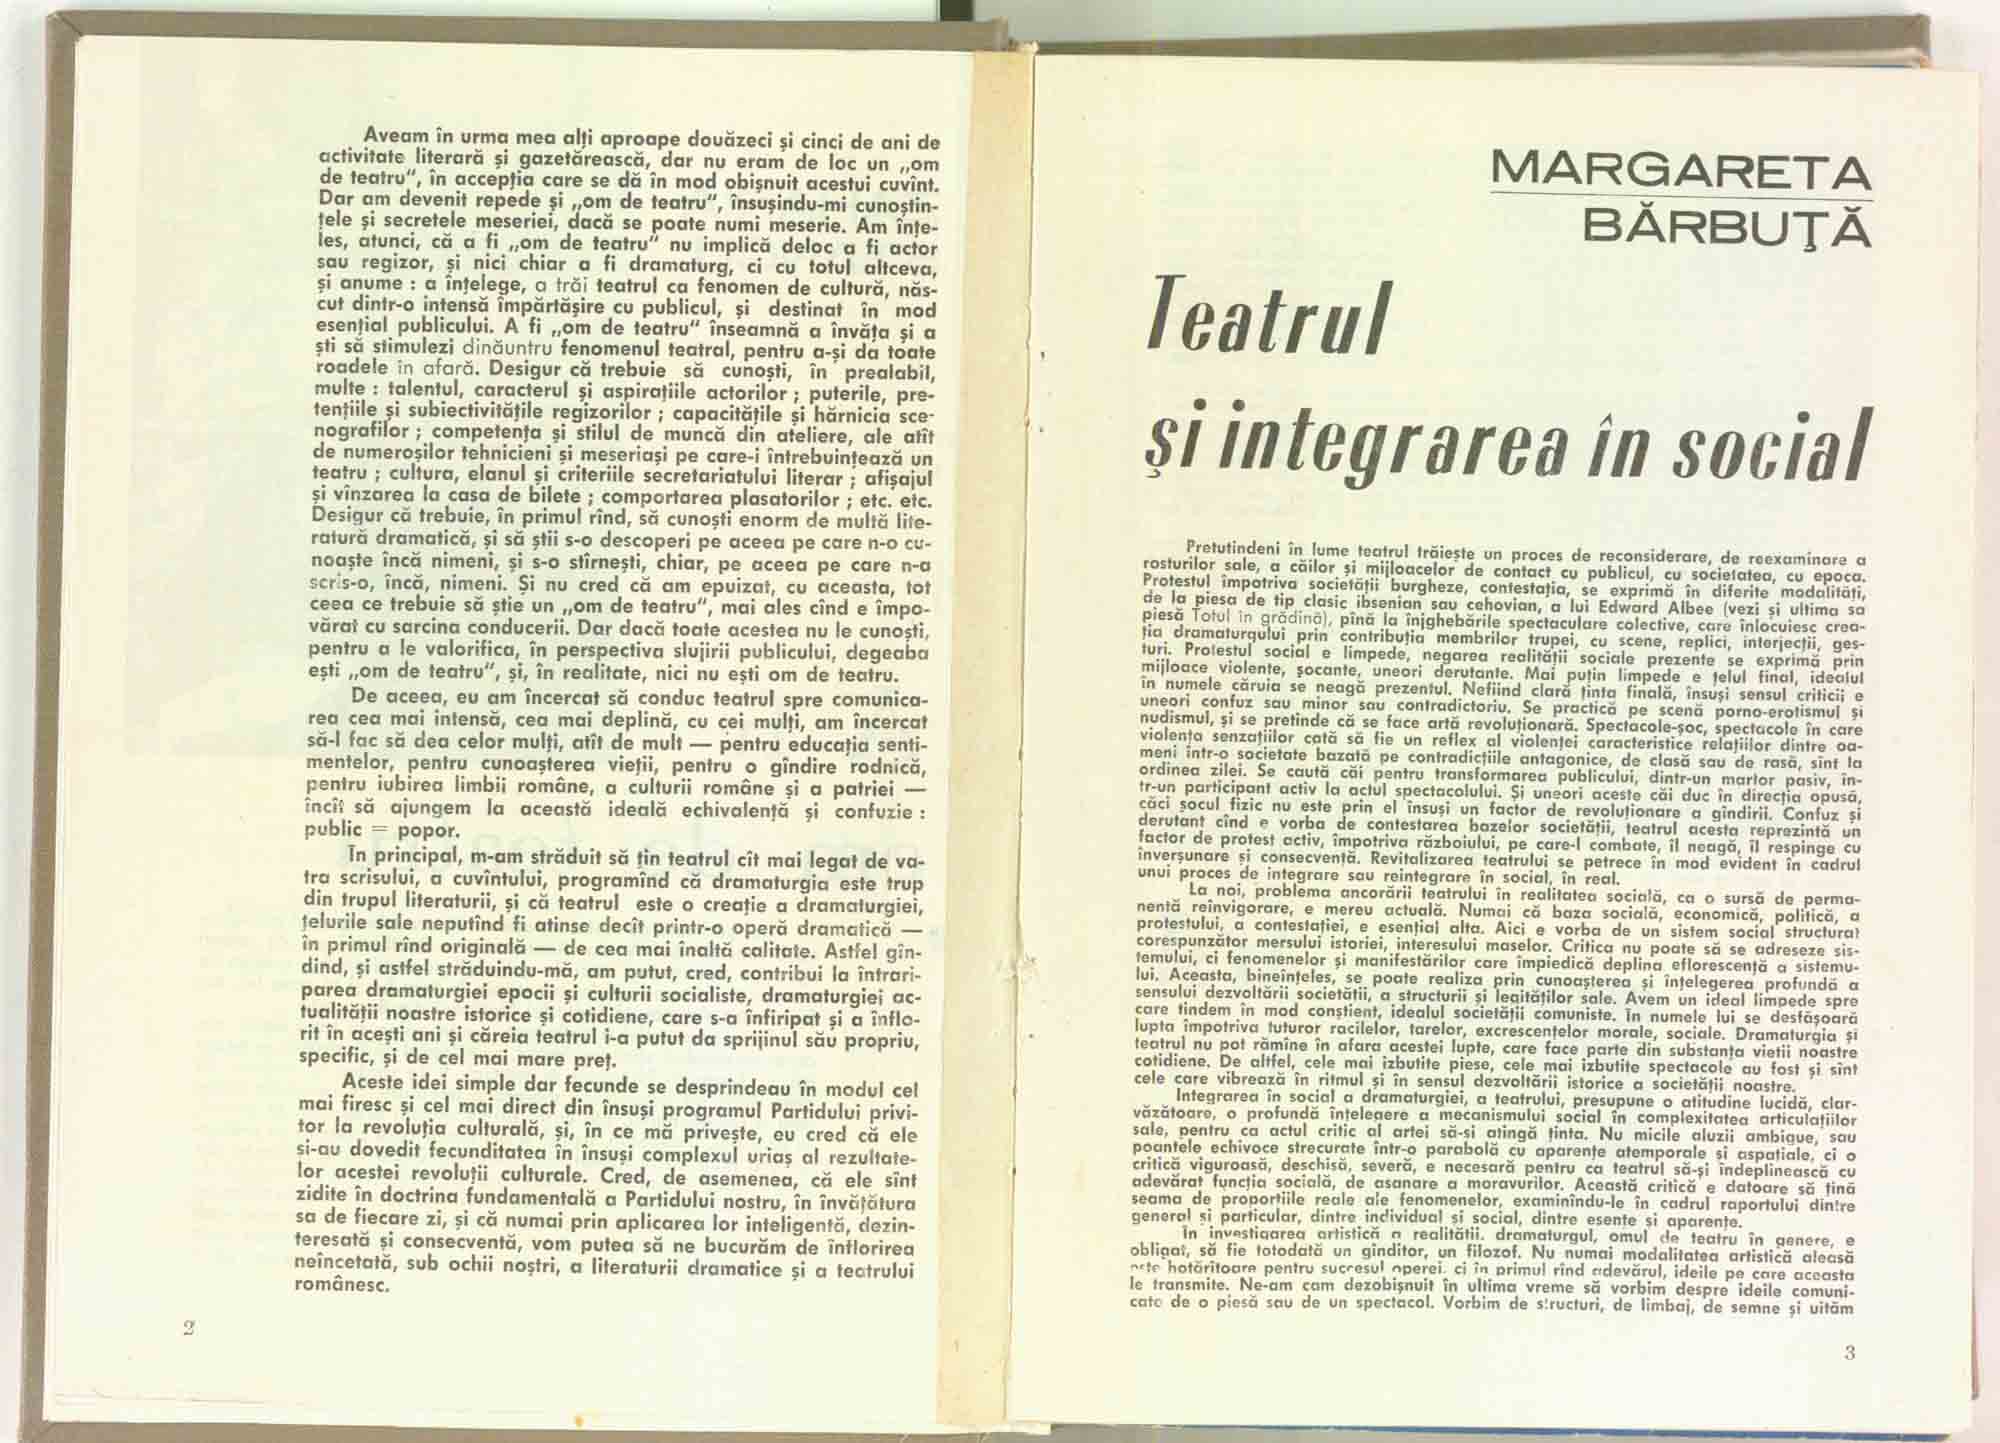 Aveam în urma mea alți aproape douăzeci și cinci de ani de
activitate literară și gazetărească, dar nu eram de loc un „om
de teatru", în accepția care se dă în mod obișnuit acestui cuvînt.
Dar am devenit repede și „om de teatru", însușindu-mi cunoștin-
țele și secretele meseriei, dacă se poate numi meserie. Am înțe-
les, atunci, că a fi „om de teatru" nu implică deloc a fi actor
sau regizor, și nici chiar a fi dramaturg, ci cu totul altceva,
și anume : a înțelege, a trăi teatrul ca fenomen de cultură, năs-
cut dintr-o intensă împărtășire cu publicul, și destinat în mod
esențial publicului. A fi „om de teatru" înseamnă a învăța și a
ști să stimulezi dinăuntru fenomenul teatral, pentru a-și da toate
roadele în afară. Desigur că trebuie să cunoști, în prealabil,
multe : talentul, caracterul și aspirațiile actorilor ; puterile, pre-
tențiile și subiectivitățile regizorilor ; capacitățile și hărnicia sce-
nografilor ; competența și stilul de muncă din ateliere, ale atît
de numeroșilor tehnicieni și meseriași pe care-i întrebuințează un
teatru ; cultura, elanul și criteriile secretariatului literar ; afișajul
și vînzarea la casa de bilete ; comportarea plasatorilor ; etc. etc.
Desigur că trebuie, în primul rînd, să cunoști enorm de multă lite-
ratură dramatică, și să știi s-o descoperi pe aceea pe care n-o cu-
noaște încă nimeni, și s-o stîrnești, chiar, pe aceea pe care n-a
scris-o, încă, nimeni. Și nu cred că am epuizat, cu aceasta, tot
ceea ce trebuie să știe un „om de teatru", mai ales cînd e împo-
vărat cu sarcina conducerii. Dar dacă toate acestea nu le cunoști,
pentru a le valorifica, în perspectiva slujirii publicului, degeaba
ești „om de teatru", și, în realitate, nici nu ești om de teatru.
De aceea, eu am încercat să conduc teatrul spre comunica-
rea cea mai intensă, cea mai deplină, cu cei mulți, am încercat
să-l fac să dea celor mulți, atît de mult — pentru educația senti-
mentelor, pentru cunoașterea vieții, pentru o gîndire rodnică,
pentru iubirea limbii române, a culturii române și a patriei —
încît să ajungem la această ideală echivalență și confuzie :
public = popor.
În principal, m-am străduit să țin teatrul cît mai legat de va-
tra scrisului, a cuvîntului, programînd că dramaturgia este trup
din trupul literaturii, și că teatrul este o creație a dramaturgiei,
țelurile sale neputînd fi atinse decît printr-o operă dramatică —
în primul rînd originală — de cea mai înaltă calitate. Astfel gîn-
dind, și astfel străduindu-mă, am putut, cred, contribui la întrari-
parea dramaturgiei epocii și culturii socialiste, dramaturgiei ac-
tualității noastre istorice și cotidiene, care s-a înfiripat și a înflo-
rit în acești ani și căreia teatrul i-a putut da sprijinul său propriu,
specific, și de cel mai mare preț.
Aceste idei simple dar fecunde se desprindeau în modul cel
mai firesc și cel mai direct din însuși programul Partidului privi-
tor la revoluția culturală, și, în ce mă privește, eu cred că ele
și-au dovedit fecunditatea în însuși complexul uriaș al rezultate-
lor acestei revoluții culturale. Cred, de asemenea, că ele sînt
zidite în doctrina fundamentală a Partidului nostru, în învățătura
sa de fiecare zi, și că numai prin aplicarea lor inteligentă, dezin-
teresată și consecventă, vom putea să ne bucurăm de înflorirea
neîncetată, sub ochii noștri, a literaturii dramatice și a teatrului
românesc.
2
MARGARETA
BĂRBUȚĂ
Teatrul
și integrarea în social
Pretutindeni în lume teatrul trăiește un proces de reconsiderare, de reexaminare a
rosturilor sale, a căilor și mijloacelor de contact cu publicul, cu societatea, cu epoca.
Protestul împotriva societății burgheze, contestația, se exprimă în diferite modalități,
de la piesa de tip clasic ibsenian sau cehovian, a lui Edward Albee (vezi și ultima sa
piesă Totul în grădină), pînă la înjghebările spectaculare colective, care înlocuiesc crea-
ția dramaturgului prin contribuția membrilor trupei, cu scene, replici, interjecții, ges-
turi. Protestul social e limpede, negarea realității sociale prezente se exprimă prin
mijloace violente, șocante, uneori derutante. Mai puțin limpede e țelul final, idealul
în numele căruia se neagă prezentul. Nefiind clară ținta finală, însuși sensul criticii e
uneori confuz sau minor sau contradictoriu. Se practică pe scenă porno-erotismul și
nudismul, și se pretinde că se face artă revoluționară. Spectacole-șoc, spectacole în care
violența senzațiilor cată să fie un reflex al violenței caracteristice relațiilor dintre oa-
meni într-o societate bazată pe contradicțiile antagonice, de clasă sau de rasă, sînt la
ordinea zilei. Se caută căi pentru transformarea publicului, dintr-un martor pasiv, în-
tr-un participant activ la actul spectacolului. Și uneori aceste căi duc în direcția opusă,
căci șocul fizic nu este prin el însuși un factor de revoluționare a gîndirii. Confuz și
derutant cînd e vorba de contestarea bazelor societății, teatrul acesta reprezintă un
factor de protest activ, împotriva războiului, pe care-l combate, îl neagă, îl respinge cu
înverșunare și consecvență. Revitalizarea teatrului se petrece în mod evident în cadrul
unui proces de integrare sau reintegrare în social, în real.
La noi, problema ancorării teatrului în realitatea socială, ca o sursă de perma-
nentă reînvigorare, e mereu actuală. Numai că baza socială, economică, politică, a
protestului, a contestației, e esențial alta. Aici e vorba de un sistem social structural
corespunzător mersului istoriei, interesului maselor. Critica nu poate să se adreseze sis-
temului, ci fenomenelor și manifestărilor care împiedică deplina eflorescență a sistemu-
lui. Aceasta, bineînțeles, se poate realiza prin cunoașterea și înțelegerea profundă a
sensului dezvoltării societății, a structurii și legităților sale. Avem un ideal limpede spre
care tindem în mod conștient, idealul societății comuniste. În numele lui se desfășoară
lupta împotriva tuturor racilelor, tarelor, excrescențelor morale, sociale. Dramaturgia și
teatrul nu pot rămîne în afara acestei lupte, care face parte din substanța vieții noastre
cotidiene. De altfel, cele mai izbutite piese, cele mai izbutite spectacole au fost și sînt
cele care vibrează în ritmul și în sensul dezvoltării istorice a societății noastre.
Integrarea în social a dramaturgiei, a teatrului, presupune o atitudine lucidă, clar-
văzătoare, o profundă înțelegere a mecanismului social în complexitatea articulațiilor
sale, pentru ca actul critic al artei să-și atingă ținta. Nu micile aluzii ambigue, sau
poantele echivoce strecurate într-o parabolă cu aparențe atemporale și aspațiale, ci o
critică viguroasă, deschisă, severă, e necesară pentru ca teatrul să-și îndeplinească cu
adevărat funcția socială, de asanare a moravurilor. Această critică e datoare să țină
seama de proporțiile reale ale fenomenelor, examinîndu-le în cadrul raportului dintre
general și particular, dintre individual și social, dintre esențe și aparențe.
În investigarea artistică a realității, dramaturgul, omul de teatru în genere, e
obligat, să fie totodată un gînditor, un filozof. Nu numai modalitatea artistică aleasă
este hotărîtoare pentru succesul operei, ci în primul rînd adevărul, ideile pe care aceasta
le transmite. Ne-am cam dezobișnuit în ultima vreme să vorbim despre ideile comuni-
cate de o piesă sau de un spectacol. Vorbim de structuri, de limbaj, de semne și uităm
3